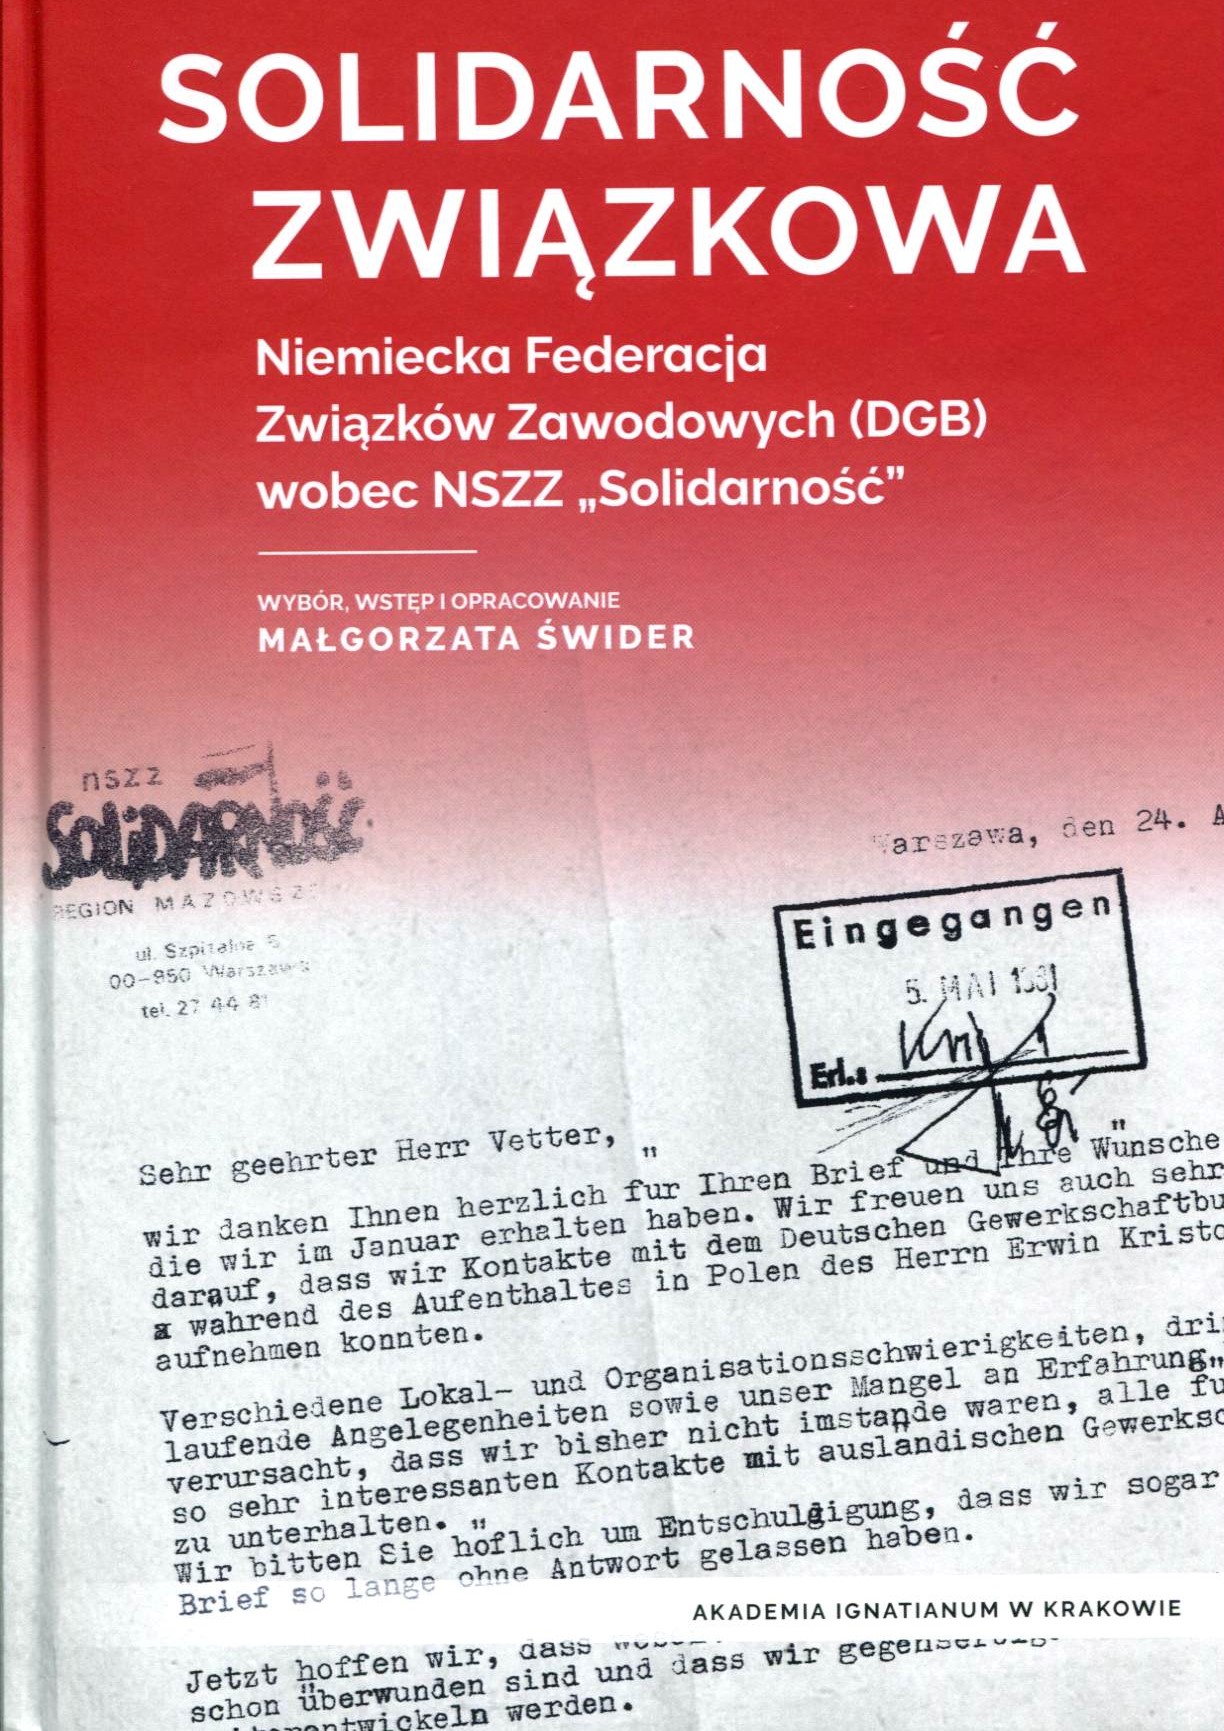 SOLIDARNOŚĆ
ZWIĄZKOWA
Niemiecka Federacja
Związków Zawodowych (DGB)
wobec NSZZ „Solidarność”
WYBÓR, WSTĘP I OPRACOWANIE
MAŁGORZATA ŚWIDER
nszz
SOLIDARNOŚĆ
REGION MAZOWSZE
ul. Szpitalna 5
00-950 Warszawa
tel. 27 44 81
Warszawa, den 24. A
Eingegangen
5. MAI 1981
Erl.:
Sehr geehrter Herr Vetter,
wir danken Ihnen herzlich für Ihren Brief und Ihre Wünsche
die wir im Januar erhalten haben. Wir freuen uns auch sehr
darauf, dass wir Kontakte mit dem Deutschen Gewerkschaftbu
während des Aufenthaltes in Polen des Herrn Erwin Kristo
aufnehmen konnten.
Verschiedene Lokal- und Organisationsschwierigkeiten, dri
laufende Angelegenheiten sowie unser Mangel an Erfahrung
verursacht, dass wir bisher nicht imstande waren, alle fü
so sehr interessanten Kontakte mit ausländischen Gewerksc
zu unterhalten.
Wir bitten Sie höflich um Entschuldigung, dass wir sogar
Brief so lange ohne Antwort gelassen haben.
AKADEMIA IGNATIANUM W KRAKOWIE
Jetzt hoffen wir, dass
schon überwunden sind und dass wir
werden.